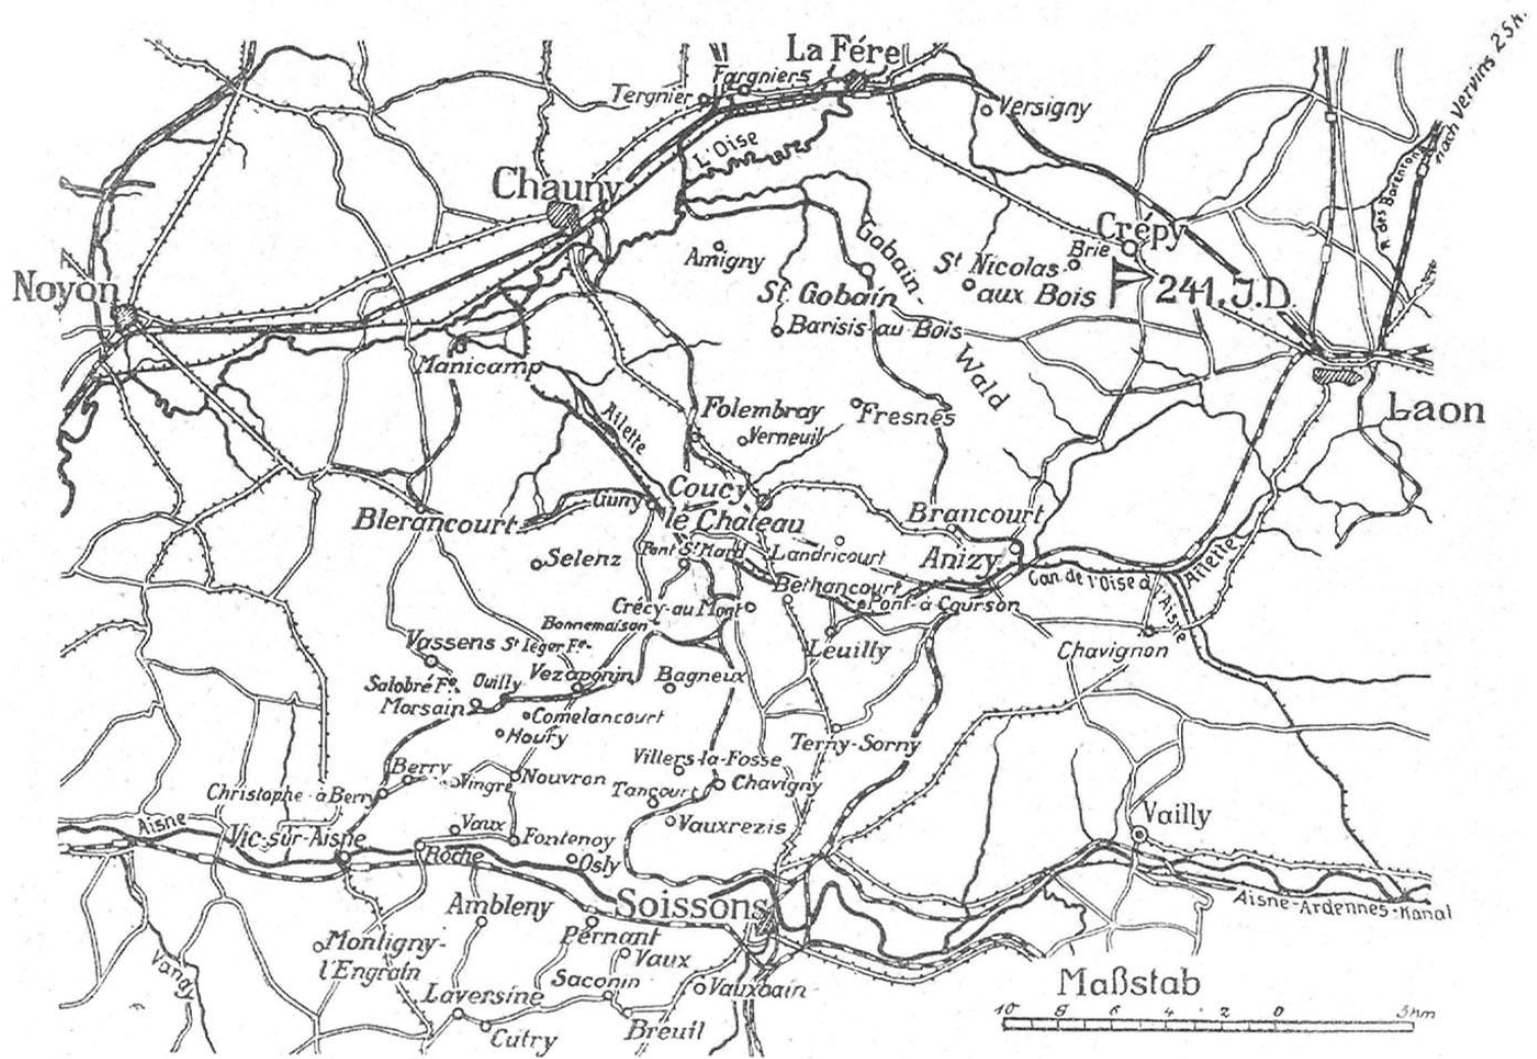 La Fére
Fargniers
Tergnier
Versigny
nach Vervins 25 K.
L'Oise
R. des Barentons
Chauny
Crépy
Gobain-
Amigny
Brie
St Nicolas
aux Bois
241. J.D.
Noyon
St. Gobain
Barisis-au-Bois
Wald
Manicamp
Laon
Ailette
Folembray
Verneuil
Fresnés
Coucy
le Chateau
Guny
Blerancourt
Brancourt
Anizy
Selenz
Pont St Mard
Landricourt
Can. de l'Oise à
l'Aisne
Ailette
Bethancourt
Pont-à-Courson
Crécy-au Mont
Bonnemaison
Vassens
St leger Fe.
Leuilly
Chavignon
Vezaponin
Bagneux
Salobré Fe.
Ouilly
Morsain
Comelancourt
Houry
Terny-Sorny
Villers-la-Fosse
Berry
Vingré
Nouvron
Tancourt
Chavigny
Christophe-à Berry
Vailly
Aisne
Vaux
Vauxrezis
Vic-sur-Aisne
Fontenoy
Roche
Osly
Soissons
Ambleny
Aisne-Ardennes-Kanal
Pernant
Montigny-
l'Engrain
Vaux
Vandy
Saconin
Vauxbain
Maßstab
Laversine
10 8 6 4 2 0 5km
Cutry
Breuil